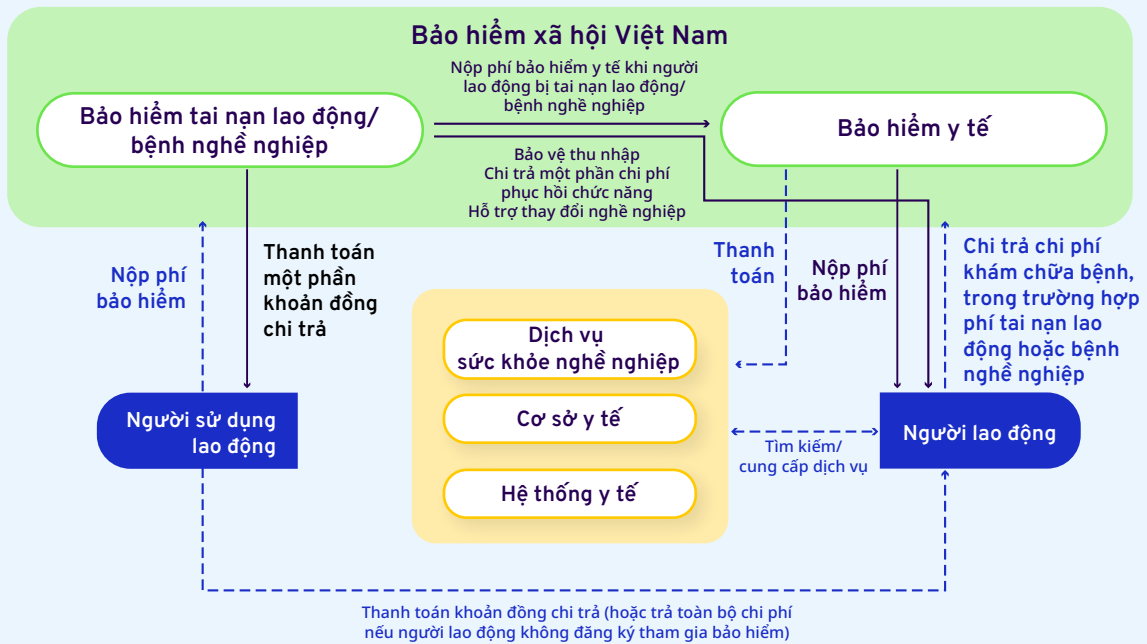 Bảo hiểm xã hội Việt Nam
Nộp phí bảo hiểm y tế khi người
lao động bị tai nạn lao động/
bệnh nghề nghiệp
Bảo hiểm tai nạn lao động/
bệnh nghề nghiệp
Bảo hiểm y tế
Bảo vệ thu nhập
Chi trả một phần chi phí
phục hồi chức năng
Hỗ trợ thay đổi nghề nghiệp
Nộp phí
bảo hiểm
Thanh toán
một phần
khoản đồng
chi trả
Thanh
toán
Nộp phí
bảo hiểm
Chi trả chi phí
khám chữa bệnh,
trong trường hợp
phí tai nạn lao
động hoặc bệnh
nghề nghiệp
Dịch vụ
sức khỏe nghề nghiệp
Cơ sở y tế
Hệ thống y tế
Người sử dụng
lao động
Tìm kiếm/
cung cấp dịch vụ
Người lao động
Thanh toán khoản đồng chi trả (hoặc trả toàn bộ chi phí
nếu người lao động không đăng ký tham gia bảo hiểm)